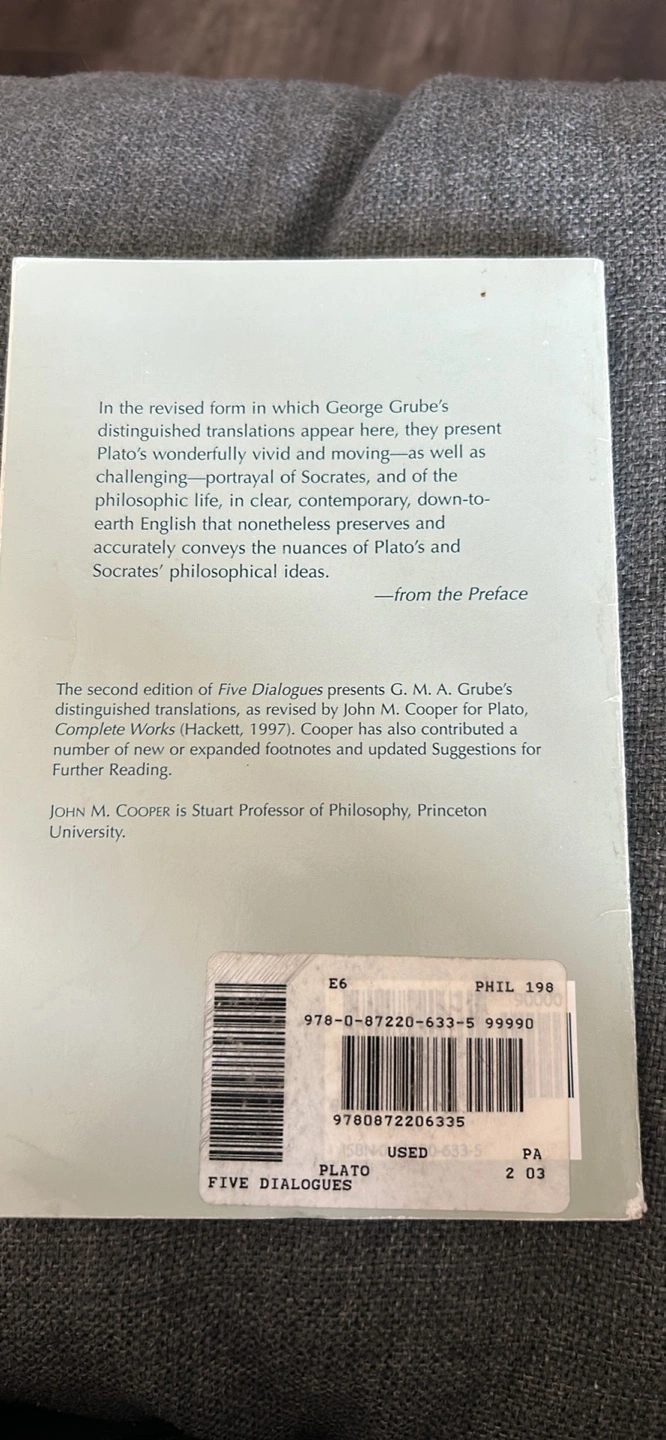 In the revised form in which George Grube's
distinguished translations appear here, they present
Plato's wonderfully vivid and moving—as well as
challenging—portrayal of Socrates, and of the
philosophic life, in clear, contemporary, down-to-
earth English that nonetheless preserves and
accurately conveys the nuances of Plato's and
Socrates' philosophical ideas.
—from the Preface
The second edition of Five Dialogues presents G. M. A. Grube's
distinguished translations, as revised by John M. Cooper for Plato,
Complete Works (Hackett, 1997). Cooper has also contributed a
number of new or expanded footnotes and updated Suggestions for
Further Reading.
JOHN M. COOPER is Stuart Professor of Philosophy, Princeton
University.
E6 PHIL 198
978-0-87220-633-5 99990
9780872206335
USED PA
PLATO 2 03
FIVE DIALOGUES